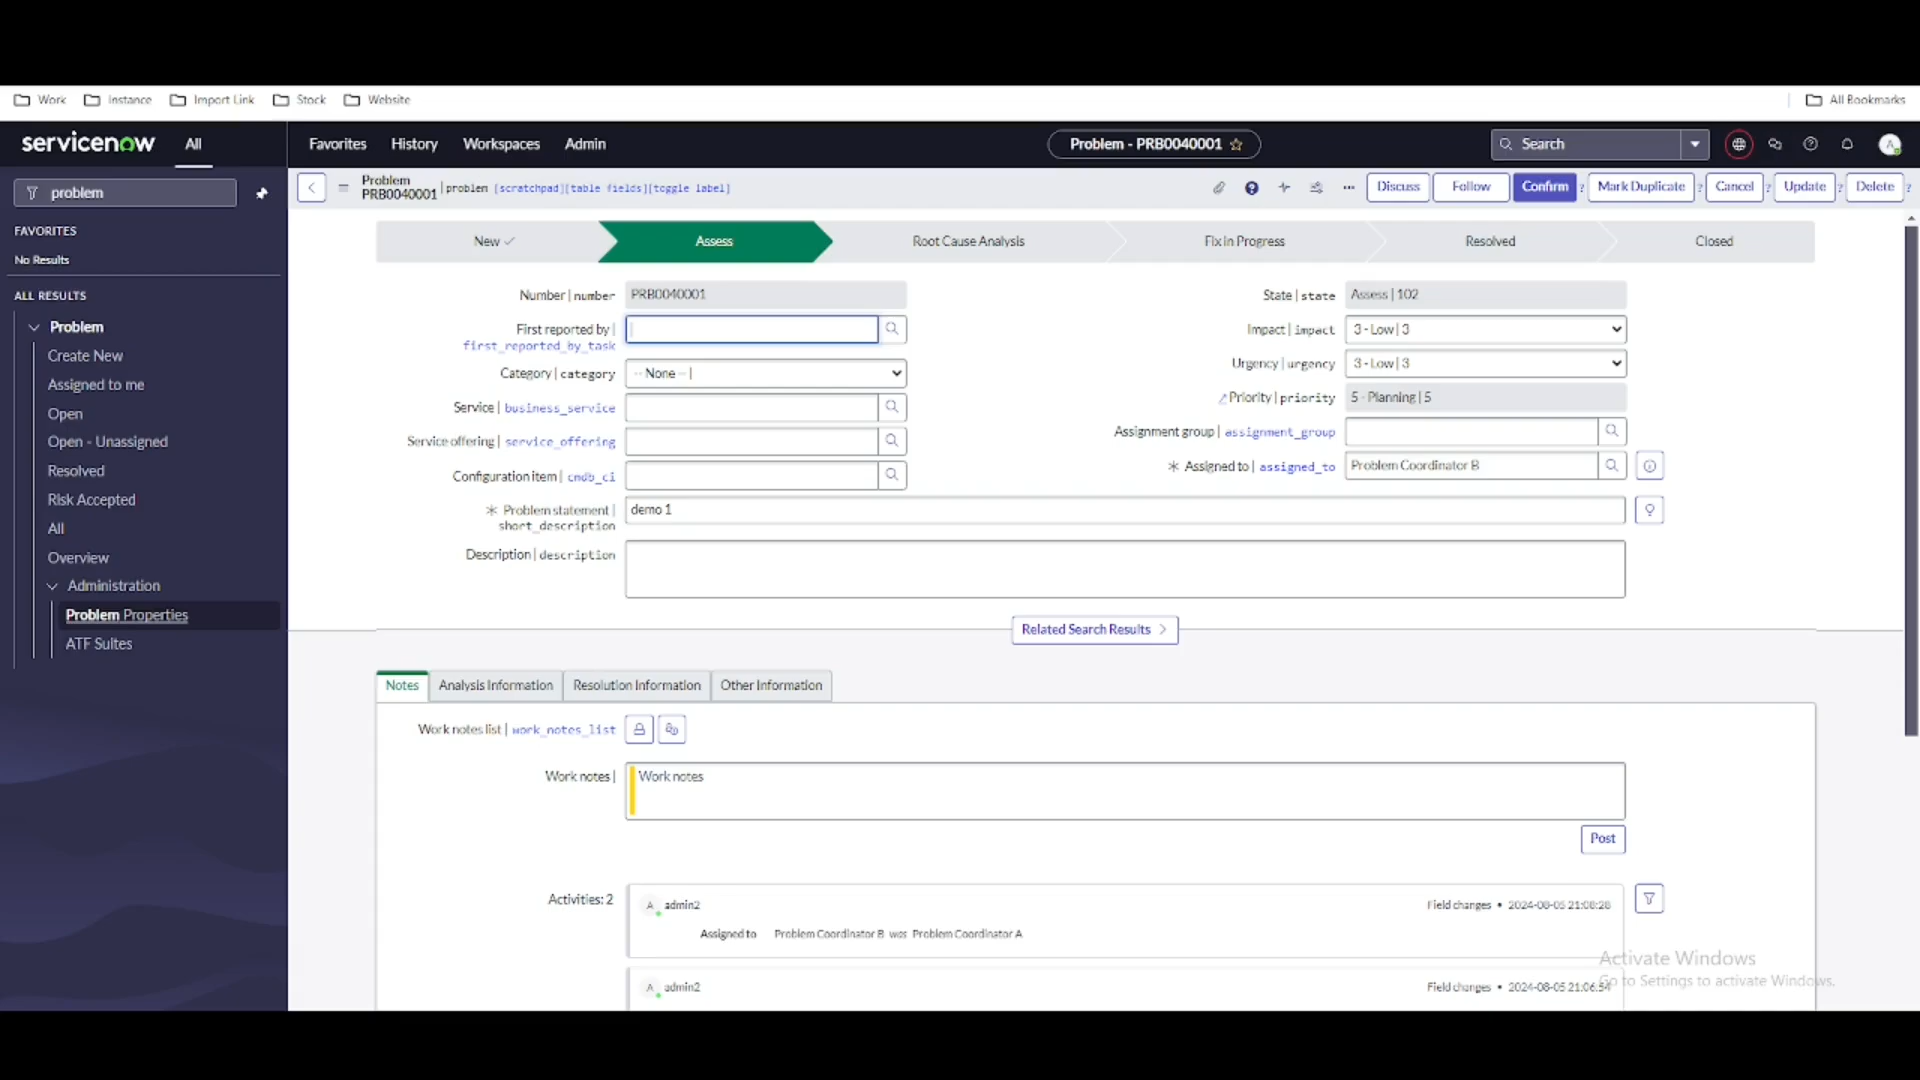 Work Instance Import Link Stock Website All Bookmarks
servicenow All Favorites History Workspaces Admin Problem - PRB0040001 Search
problem
Problem
PRB0040001 | problem [scratchpad][table fields][toggle label]
Discuss Follow Confirm ? Mark Duplicate ? Cancel ? Update ? Delete ?
FAVORITES
No Results
ALL RESULTS
Problem
Create New
Assigned to me
Open
Open - Unassigned
Resolved
Risk Accepted
All
Overview
Administration
Problem Properties
ATF Suites
New Assess Root Cause Analysis Fix in Progress Resolved Closed
Number | number PRB0040001
First reported by |
first_reported_by_task
Category | category -- None -- |
Service | business_service
Service offering | service_offering
Configuration item | cmdb_ci
State | state Assess | 102
Impact | impact 3 - Low | 3
Urgency | urgency 3 - Low | 3
Priority | priority 5 - Planning | 5
Assignment group | assignment_group
Assigned to | assigned_to Problem Coordinator B
Problem statement |
short_description
demo 1
Description | description
Related Search Results
Notes Analysis Information Resolution Information Other Information
Work notes list | work_notes_list
Work notes | Work notes
Post
Activities: 2
A admin2 Field changes • 2024-08-05 21:08:28
Assigned to Problem Coordinator B was Problem Coordinator A
A admin2 Field changes • 2024-08-05 21:06:54
Activate Windows
Go to Settings to activate Windows.